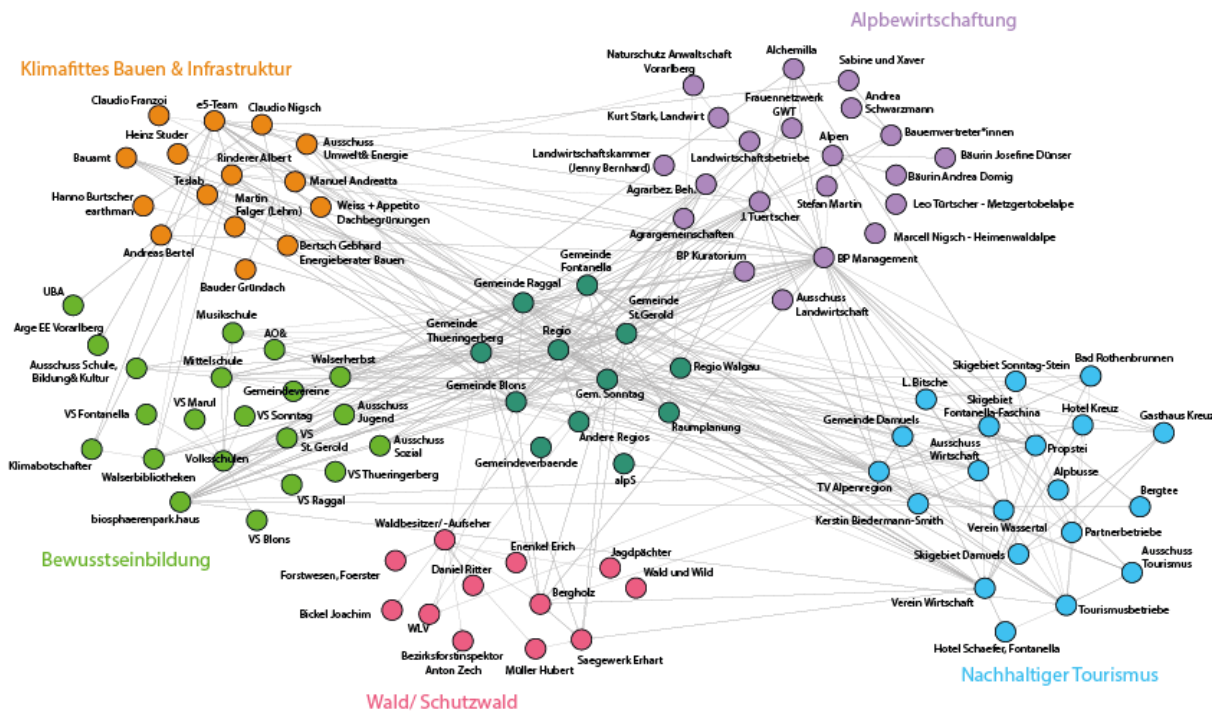 Alpbewirtschaftung
Klimafittes Bauen & Infrastruktur
Claudio Franzoi
e5-Team
Claudio Nigsch
Heinz Studer
Bauamt
Rinderer Albert
Ausschuss
Umwelt& Energie
Teslab
Manuel Andreatta
Hanno Burtscher
earthman
Martin
Falger (Lehm)
Weiss + Appetito
Dachbegrünungen
Andreas Bertel
Bertsch Gebhard
Energieberater Bauen
Bauder Gründach
Naturschutz Anwaltschaft
Vorarlberg
Alchemilla
Sabine und Xaver
Kurt Stark, Landwirt
Frauennetzwerk
GWT
Andrea
Schwarzmann
Alpen
Bauernvertreter*innen
Landwirtschaftskammer
(Jenny Bernhard)
Landwirtschaftsbetriebe
Bäurin Josefine Dünser
Agrarbez. Beh.
Stefan Martin
Bäurin Andrea Domig
J. Tuertscher
Leo Türtscher - Metzgertobelalpe
Agrargemeinschaften
Marcell Nigsch - Heimenwaldalpe
BP Kuratorium
BP Management
Ausschuss
Landwirtschaft
Gemeinde
Fontanella
Gemeinde Raggal
Gemeinde
St.Gerold
Gemeinde
Thueringerberg
Regio
Regio Walgau
Gemeinde Blons
Gem. Sonntag
Raumplanung
Andere Regios
Gemeindeverbaende
alpS
UBA
Arge EE Vorarlberg
Musikschule
AO&
Ausschuss Schule,
Bildung& Kultur
Mittelschule
Walserherbst
Gemeindevereine
VS Fontanella
VS Marul
VS Sonntag
Ausschuss
Jugend
VS
St. Gerold
Ausschuss
Sozial
Klimabotschafter
Walserbibliotheken
Volksschulen
VS Thueringerberg
VS Raggal
biosphaerenpark.haus
VS Blons
Bewusstseinbildung
Skigebiet Sonntag-Stein
Bad Rothenbrunnen
L. Bitsche
Skigebiet
Fontanella-Faschina
Hotel Kreuz
Gasthaus Kreuz
Gemeinde Damuels
Ausschuss
Wirtschaft
Propstei
TV Alpenregion
Alpbusse
Bergtee
Kerstin Biedermann-Smith
Verein Wassertal
Partnerbetriebe
Skigebiet Damuels
Ausschuss
Tourismus
Verein Wirtschaft
Tourismusbetriebe
Hotel Schaefer, Fontanella
Nachhaltiger Tourismus
Waldbesitzer/-Aufseher
Enenkel Erich
Jagdpächter
Forstwesen, Foerster
Daniel Ritter
Wald und Wild
Bergholz
Bickel Joachim
WLV
Bezirksforstinspektor
Anton Zech
Müller Hubert
Saegewerk Erhart
Wald/ Schutzwald